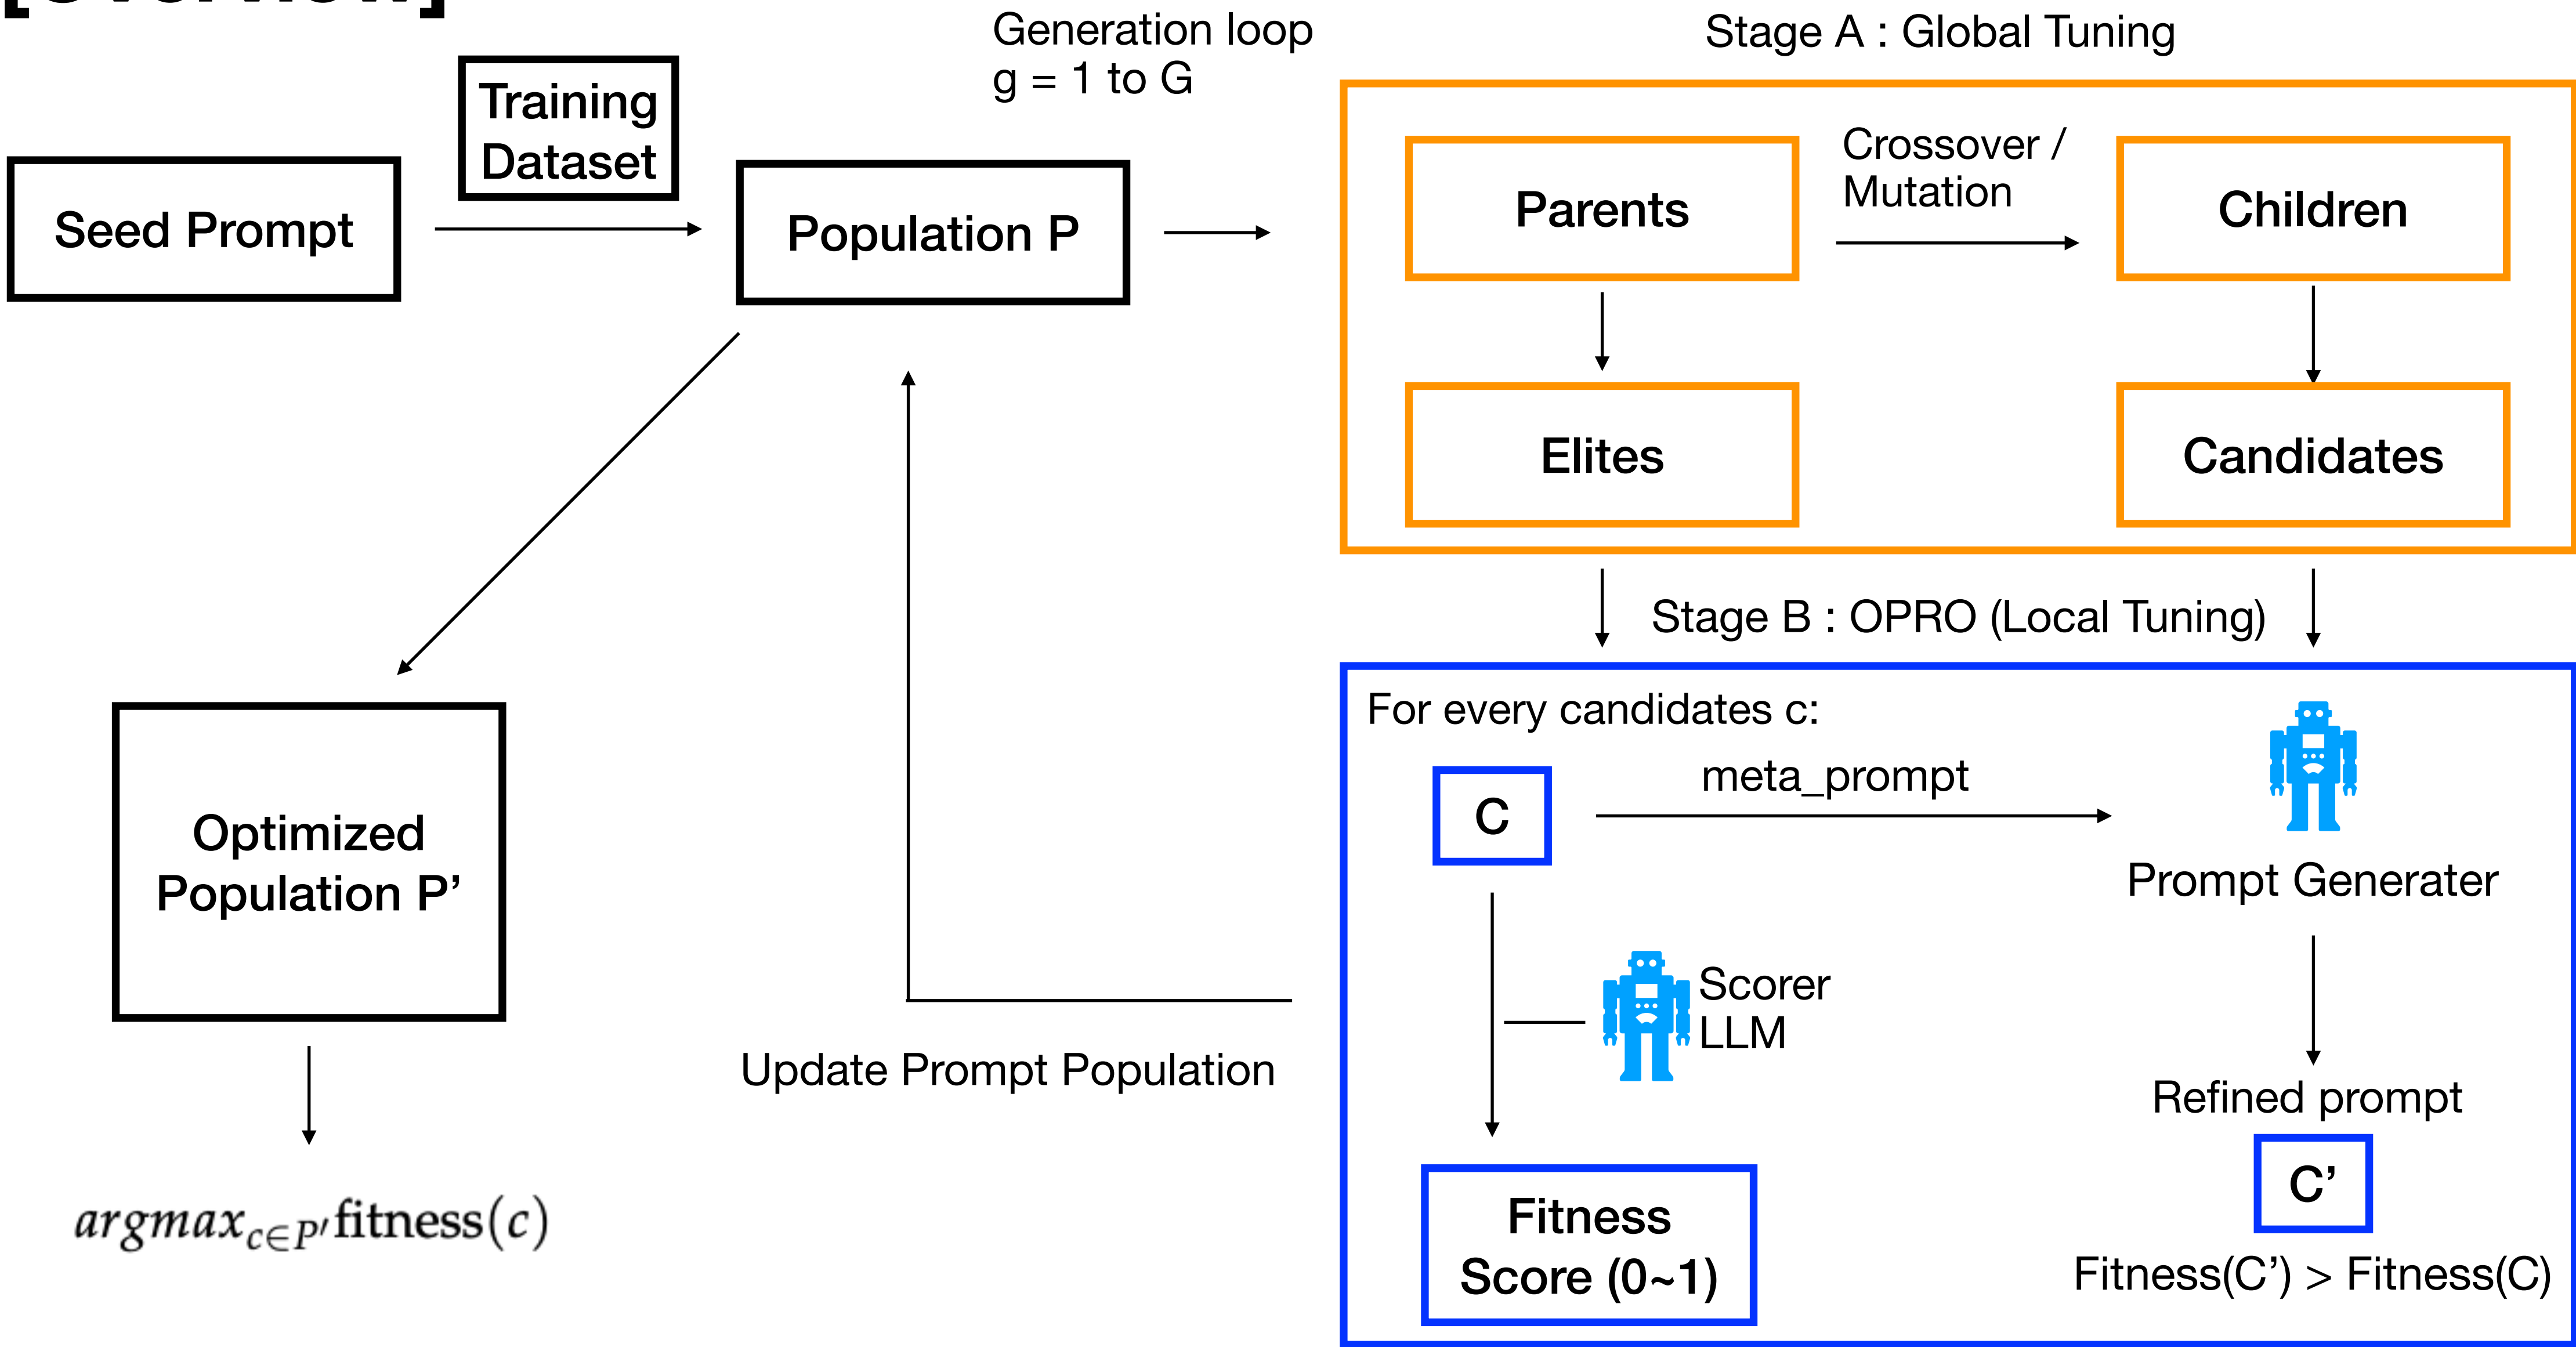 Generation loop
g = 1 to G
Stage A : Global Tuning
Training
Dataset
Seed Prompt
Population P
Parents
Crossover /
Mutation
Children
Elites
Candidates
Stage B : OPRO (Local Tuning)
For every candidates c:
C
meta_prompt
Prompt Generater
Optimized
Population P’
Scorer
LLM
Update Prompt Population
Refined prompt
C’
Fitness(C’) > Fitness(C)
Fitness
Score (0~1)
argmax_{c∈P′}fitness(c)